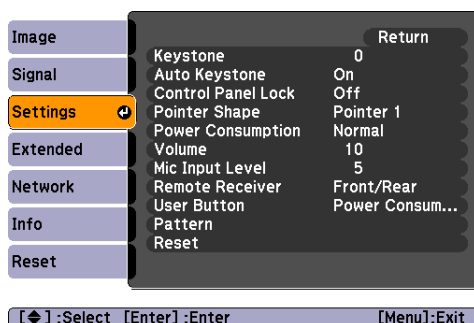 Image
Signal
Settings
Extended
Network
Info
Reset
Return
Keystone 0
Auto Keystone On
Control Panel Lock Off
Pointer Shape Pointer 1
Power Consumption Normal
Volume 10
Mic Input Level 5
Remote Receiver Front/Rear
User Button Power Consum...
Pattern
Reset
[◆] :Select [Enter] :Enter [Menu]:Exit